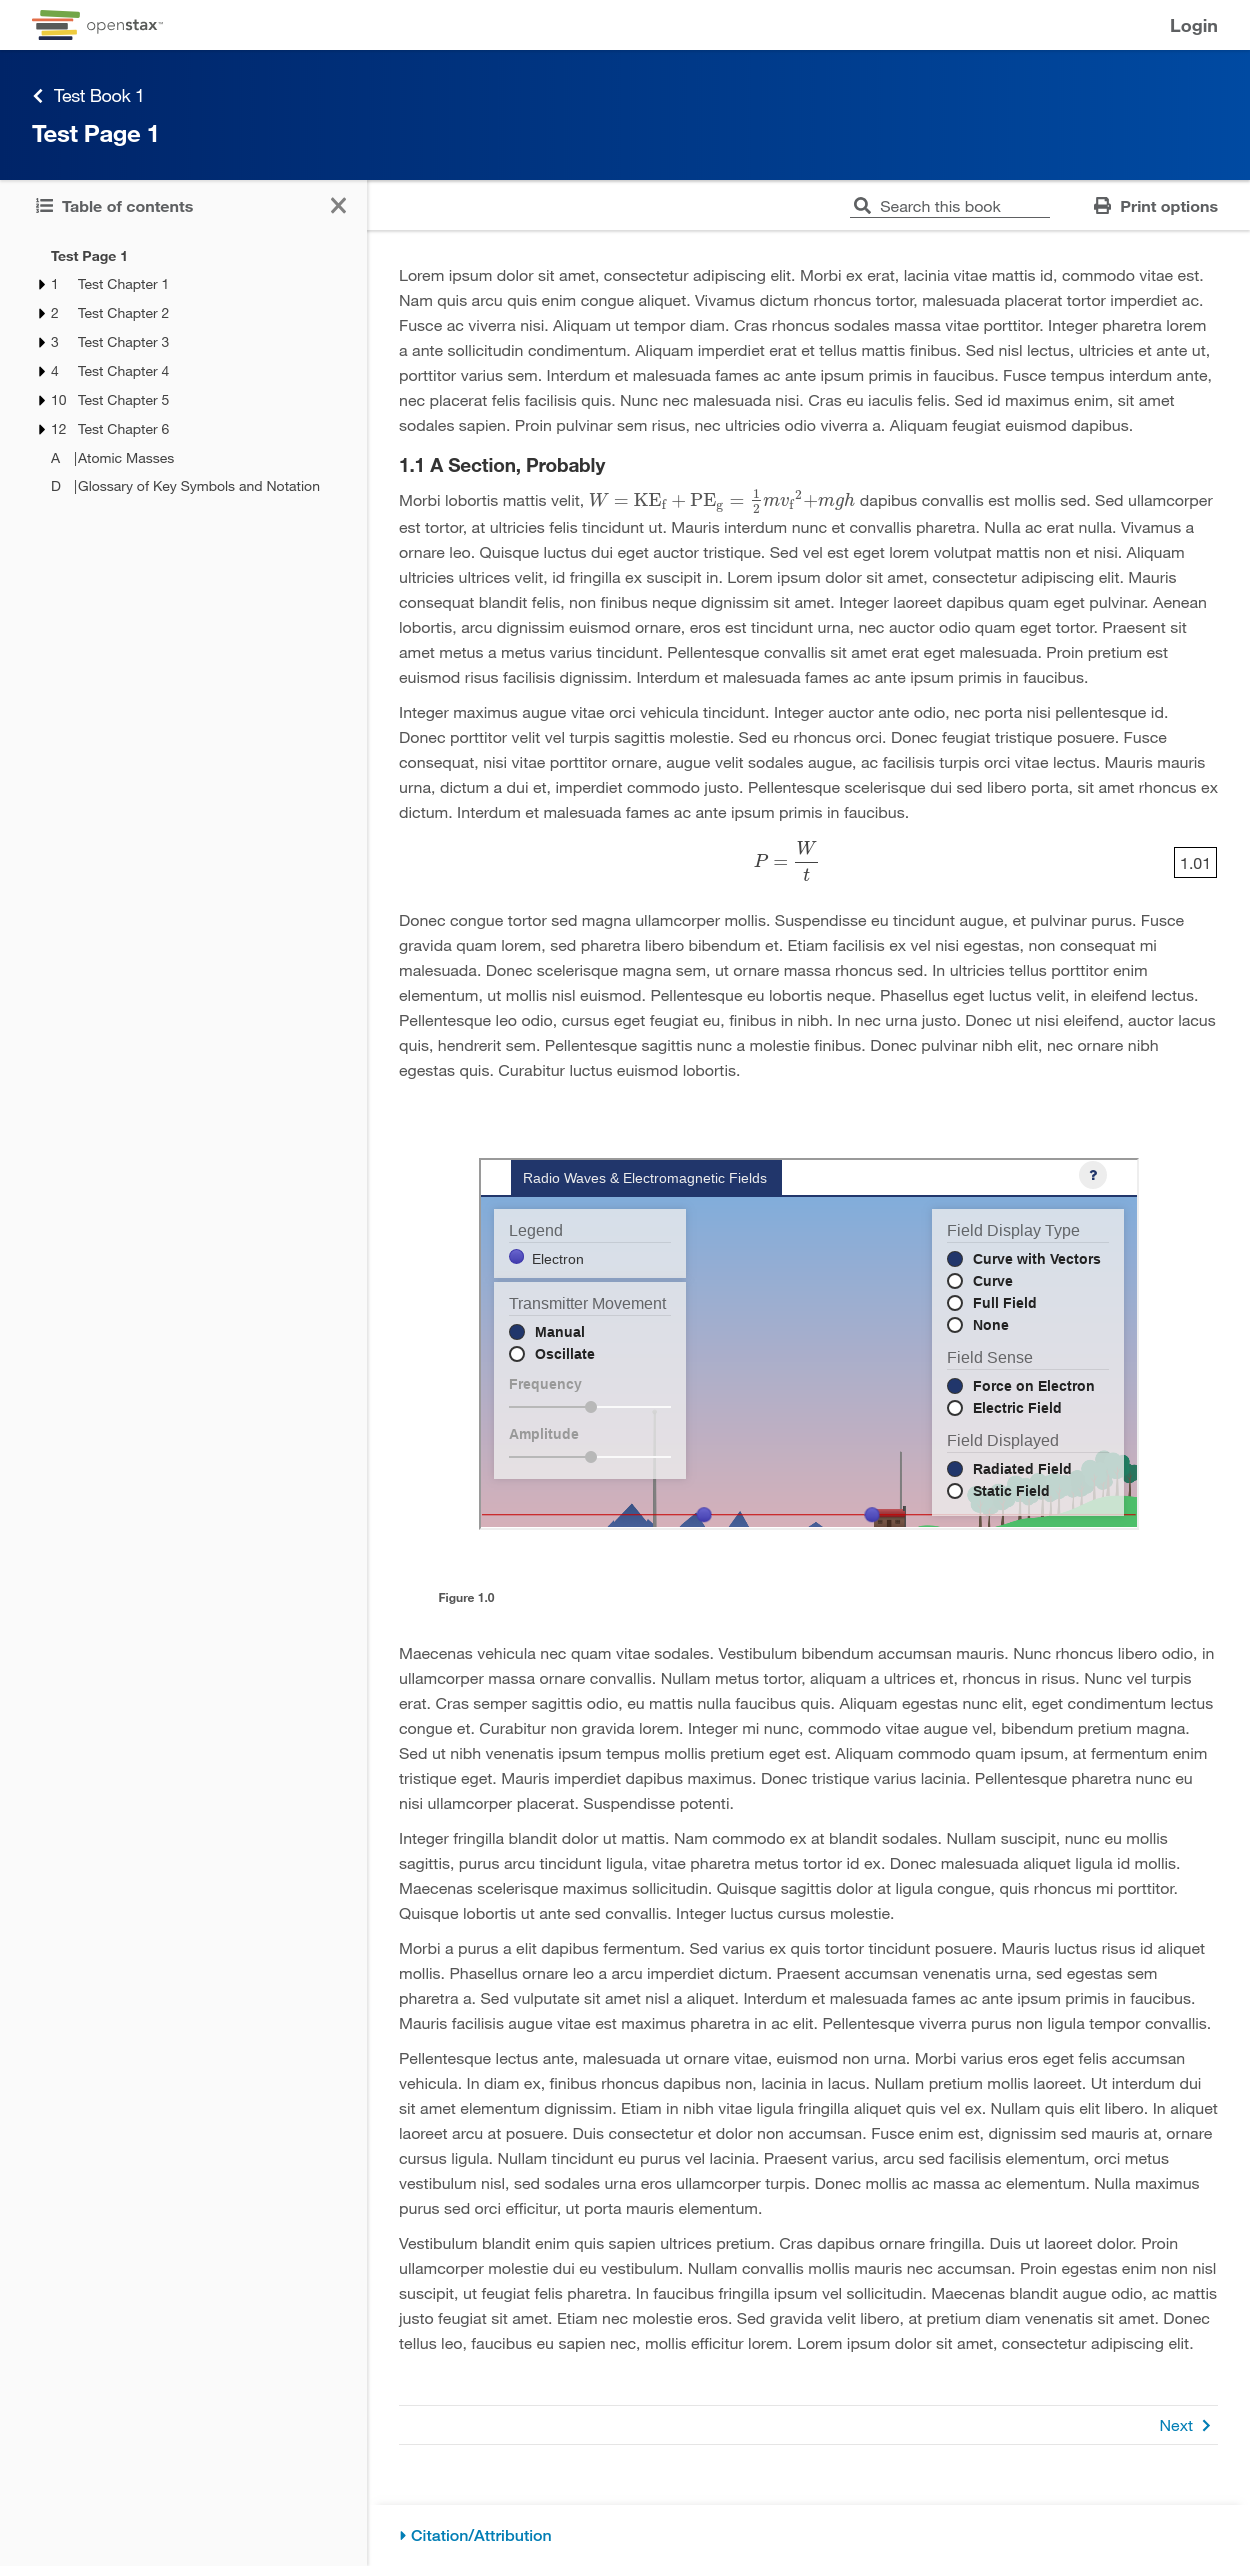 openstax™
Login
Test Book 1
Test Page 1
Table of contents
Search this book
Print options
Test Page 1
1 Test Chapter 1
2 Test Chapter 2
3 Test Chapter 3
4 Test Chapter 4
10 Test Chapter 5
12 Test Chapter 6
A |Atomic Masses
D |Glossary of Key Symbols and Notation
Lorem ipsum dolor sit amet, consectetur adipiscing elit. Morbi ex erat, lacinia vitae mattis id, commodo vitae est.
Nam quis arcu quis enim congue aliquet. Vivamus dictum rhoncus tortor, malesuada placerat tortor imperdiet ac.
Fusce ac viverra nisi. Aliquam ut tempor diam. Cras rhoncus sodales massa vitae porttitor. Integer pharetra lorem
a ante sollicitudin condimentum. Aliquam imperdiet erat et tellus mattis finibus. Sed nisl lectus, ultricies et ante ut,
porttitor varius sem. Interdum et malesuada fames ac ante ipsum primis in faucibus. Fusce tempus interdum ante,
nec placerat felis facilisis quis. Nunc nec malesuada nisi. Cras eu iaculis felis. Sed id maximus enim, sit amet
sodales sapien. Proin pulvinar sem risus, nec ultricies odio viverra a. Aliquam feugiat euismod dapibus.
1.1 A Section, Probably
Morbi lobortis mattis velit, W = KE_f + PE_g = 1/2 mv_f² + mgh dapibus convallis est mollis sed. Sed ullamcorper
est tortor, at ultricies felis tincidunt ut. Mauris interdum nunc et convallis pharetra. Nulla ac erat nulla. Vivamus a
ornare leo. Quisque luctus dui eget auctor tristique. Sed vel est eget lorem volutpat mattis non et nisi. Aliquam
ultricies ultrices velit, id fringilla ex suscipit in. Lorem ipsum dolor sit amet, consectetur adipiscing elit. Mauris
consequat blandit felis, non finibus neque dignissim sit amet. Integer laoreet dapibus quam eget pulvinar. Aenean
lobortis, arcu dignissim euismod ornare, eros est tincidunt urna, nec auctor odio quam eget tortor. Praesent sit
amet metus a metus varius tincidunt. Pellentesque convallis sit amet erat eget malesuada. Proin pretium est
euismod risus facilisis dignissim. Interdum et malesuada fames ac ante ipsum primis in faucibus.
Integer maximus augue vitae orci vehicula tincidunt. Integer auctor ante odio, nec porta nisi pellentesque id.
Donec porttitor velit vel turpis sagittis molestie. Sed eu rhoncus orci. Donec feugiat tristique posuere. Fusce
consequat, nisi vitae porttitor ornare, augue velit sodales augue, ac facilisis turpis orci vitae lectus. Mauris mauris
urna, dictum a dui et, imperdiet commodo justo. Pellentesque scelerisque dui sed libero porta, sit amet rhoncus ex
dictum. Interdum et malesuada fames ac ante ipsum primis in faucibus.
P = W/t 1.01
Donec congue tortor sed magna ullamcorper mollis. Suspendisse eu tincidunt augue, et pulvinar purus. Fusce
gravida quam lorem, sed pharetra libero bibendum et. Etiam facilisis ex vel nisi egestas, non consequat mi
malesuada. Donec scelerisque magna sem, ut ornare massa rhoncus sed. In ultricies tellus porttitor enim
elementum, ut mollis nisl euismod. Pellentesque eu lobortis neque. Phasellus eget luctus velit, in eleifend lectus.
Pellentesque leo odio, cursus eget feugiat eu, finibus in nibh. In nec urna justo. Donec ut nisi eleifend, auctor lacus
quis, hendrerit sem. Pellentesque sagittis nunc a molestie finibus. Donec pulvinar nibh elit, nec ornare nibh
egestas quis. Curabitur luctus euismod lobortis.
Radio Waves & Electromagnetic Fields
?
Legend
Electron
Transmitter Movement
Manual
Oscillate
Frequency
Amplitude
Field Display Type
Curve with Vectors
Curve
Full Field
None
Field Sense
Force on Electron
Electric Field
Field Displayed
Radiated Field
Static Field
Figure 1.0
Maecenas vehicula nec quam vitae sodales. Vestibulum bibendum accumsan mauris. Nunc rhoncus libero odio, in
ullamcorper massa ornare convallis. Nullam metus tortor, aliquam a ultrices et, rhoncus in risus. Nunc vel turpis
erat. Cras semper sagittis odio, eu mattis nulla faucibus quis. Aliquam egestas nunc elit, eget condimentum lectus
congue et. Curabitur non gravida lorem. Integer mi nunc, commodo vitae augue vel, bibendum pretium magna.
Sed ut nibh venenatis ipsum tempus mollis pretium eget est. Aliquam commodo quam ipsum, at fermentum enim
tristique eget. Mauris imperdiet dapibus maximus. Donec tristique varius lacinia. Pellentesque pharetra nunc eu
nisi ullamcorper placerat. Suspendisse potenti.
Integer fringilla blandit dolor ut mattis. Nam commodo ex at blandit sodales. Nullam suscipit, nunc eu mollis
sagittis, purus arcu tincidunt ligula, vitae pharetra metus tortor id ex. Donec malesuada aliquet ligula id mollis.
Maecenas scelerisque maximus sollicitudin. Quisque sagittis dolor at ligula congue, quis rhoncus mi porttitor.
Quisque lobortis ut ante sed convallis. Integer luctus cursus molestie.
Morbi a purus a elit dapibus fermentum. Sed varius ex quis tortor tincidunt posuere. Mauris luctus risus id aliquet
mollis. Phasellus ornare leo a arcu imperdiet dictum. Praesent accumsan venenatis urna, sed egestas sem
pharetra a. Sed vulputate sit amet nisl a aliquet. Interdum et malesuada fames ac ante ipsum primis in faucibus.
Mauris facilisis augue vitae est maximus pharetra in ac elit. Pellentesque viverra purus non ligula tempor convallis.
Pellentesque lectus ante, malesuada ut ornare vitae, euismod non urna. Morbi varius eros eget felis accumsan
vehicula. In diam ex, finibus rhoncus dapibus non, lacinia in lacus. Nullam pretium mollis laoreet. Ut interdum dui
sit amet elementum dignissim. Etiam in nibh vitae ligula fringilla aliquet quis vel ex. Nullam quis elit libero. In aliquet
laoreet arcu at posuere. Duis consectetur et dolor non accumsan. Fusce enim est, dignissim sed mauris at, ornare
cursus ligula. Nullam tincidunt eu purus vel lacinia. Praesent varius, arcu sed facilisis elementum, orci metus
vestibulum nisl, sed sodales urna eros ullamcorper turpis. Donec mollis ac massa ac elementum. Nulla maximus
purus sed orci efficitur, ut porta mauris elementum.
Vestibulum blandit enim quis sapien ultrices pretium. Cras dapibus ornare fringilla. Duis ut laoreet dolor. Proin
ullamcorper molestie dui eu vestibulum. Nullam convallis mollis mauris nec accumsan. Proin egestas enim non nisl
suscipit, ut feugiat felis pharetra. In faucibus fringilla ipsum vel sollicitudin. Maecenas blandit augue odio, ac mattis
justo feugiat sit amet. Etiam nec molestie eros. Sed gravida velit libero, at pretium diam venenatis sit amet. Donec
tellus leo, faucibus eu sapien nec, mollis efficitur lorem. Lorem ipsum dolor sit amet, consectetur adipiscing elit.
Next
Citation/Attribution